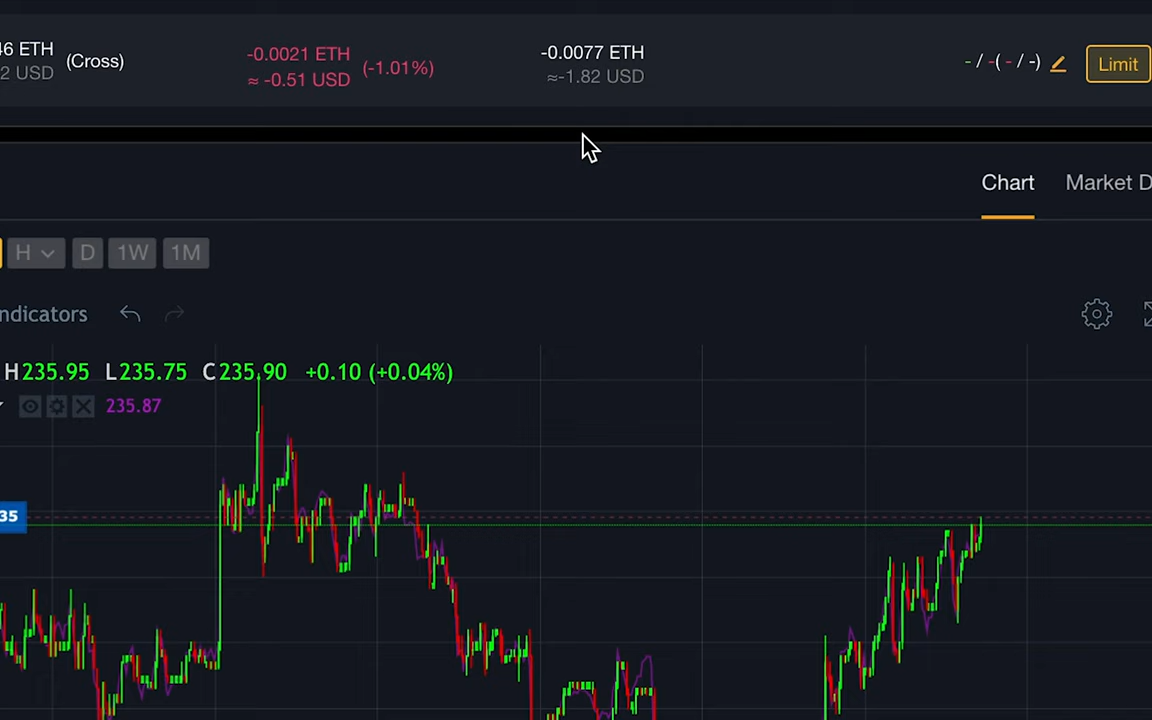 46 ETH (Cross) -0.0021 ETH (-1.01%) -0.0077 ETH - / -( - / -) Limit
2 USD ≈ -0.51 USD ≈-1.82 USD
Chart Market D
H D 1W 1M
ndicators
H235.95 L235.75 C235.90 +0.10 (+0.04%)
235.87
35